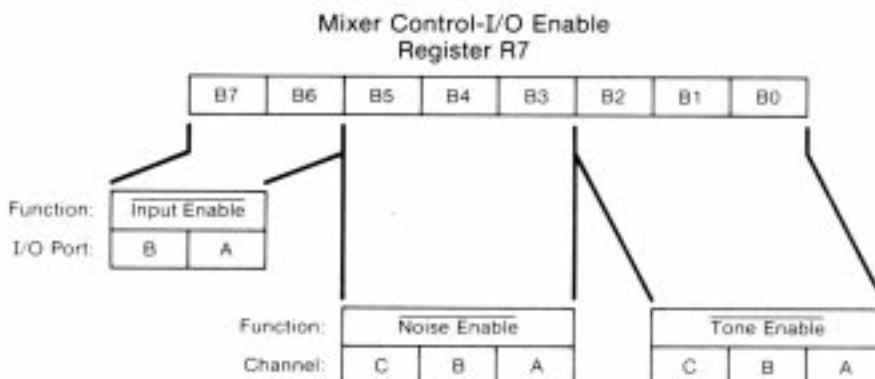 Mixer Control-I/O Enable
Register R7
B7 B6 B5 B4 B3 B2 B1 B0
Function: Input Enable
I/O Port: B A
Function: Noise Enable Tone Enable
Channel: C B A C B A